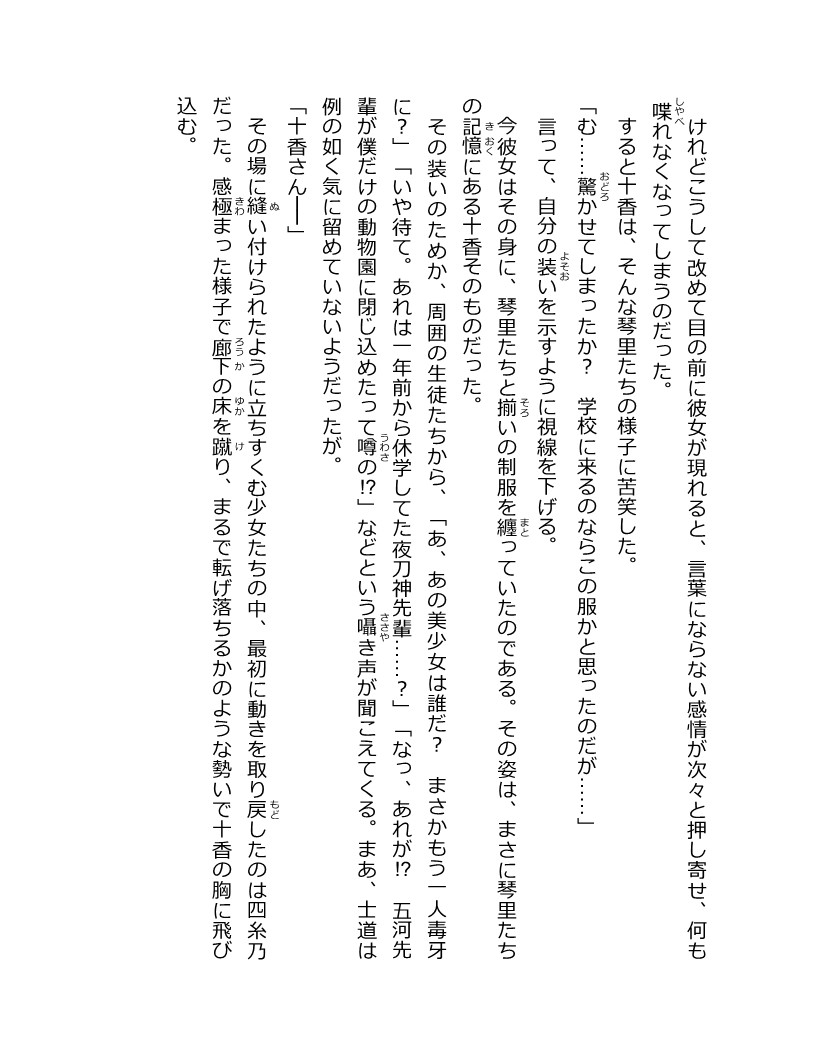 けれどこうして改めて目の前に彼女が現れると、言葉にならない感情が次々と押し寄せ、何も
喋れなくなってしまうのだった。
　すると十香は、そんな琴里たちの様子に苦笑した。
「む……驚かせてしまったか？　学校に来るのならこの服かと思ったのだが……」
　言って、自分の装いを示すように視線を下げる。
　今彼女はその身に、琴里たちと揃いの制服を纏っていたのである。その姿は、まさに琴里たち
の記憶にある十香そのものだった。
　その装いのためか、周囲の生徒たちから、「あ、あの美少女は誰だ？　まさかもう一人毒牙
に？」「いや待て。あれは一年前から休学してた夜刀神先輩……？」「なっ、あれが⁉　五河先
輩が僕だけの動物園に閉じ込めたって噂の⁉」などという囁き声が聞こえてくる。まあ、士道は
例の如く気に留めていないようだったが。
「十香さん――」
　その場に縫い付けられたように立ちすくむ少女たちの中、最初に動きを取り戻したのは四糸乃
だった。感極まった様子で廊下の床を蹴り、まるで転げ落ちるかのような勢いで十香の胸に飛び
込む。